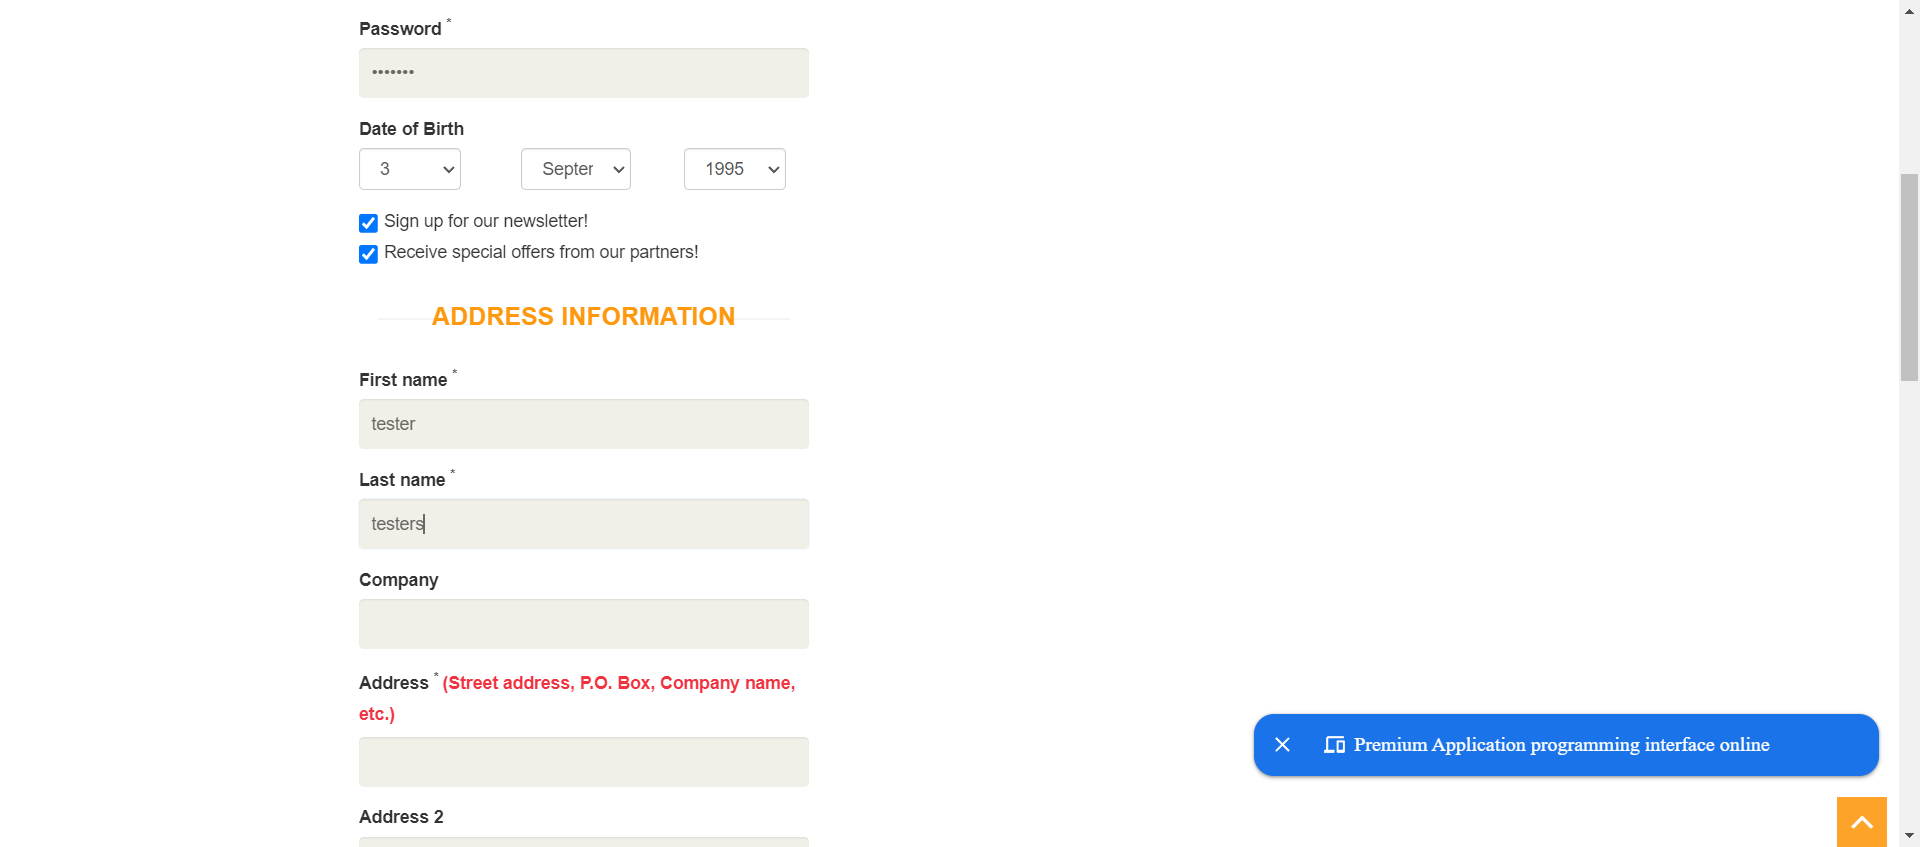 Password *
•••••••
Date of Birth
3 Septer 1995
Sign up for our newsletter!
Receive special offers from our partners!
ADDRESS INFORMATION
First name *
tester
Last name *
testers
Company
Address * (Street address, P.O. Box, Company name,
etc.)
Premium Application programming interface online
Address 2